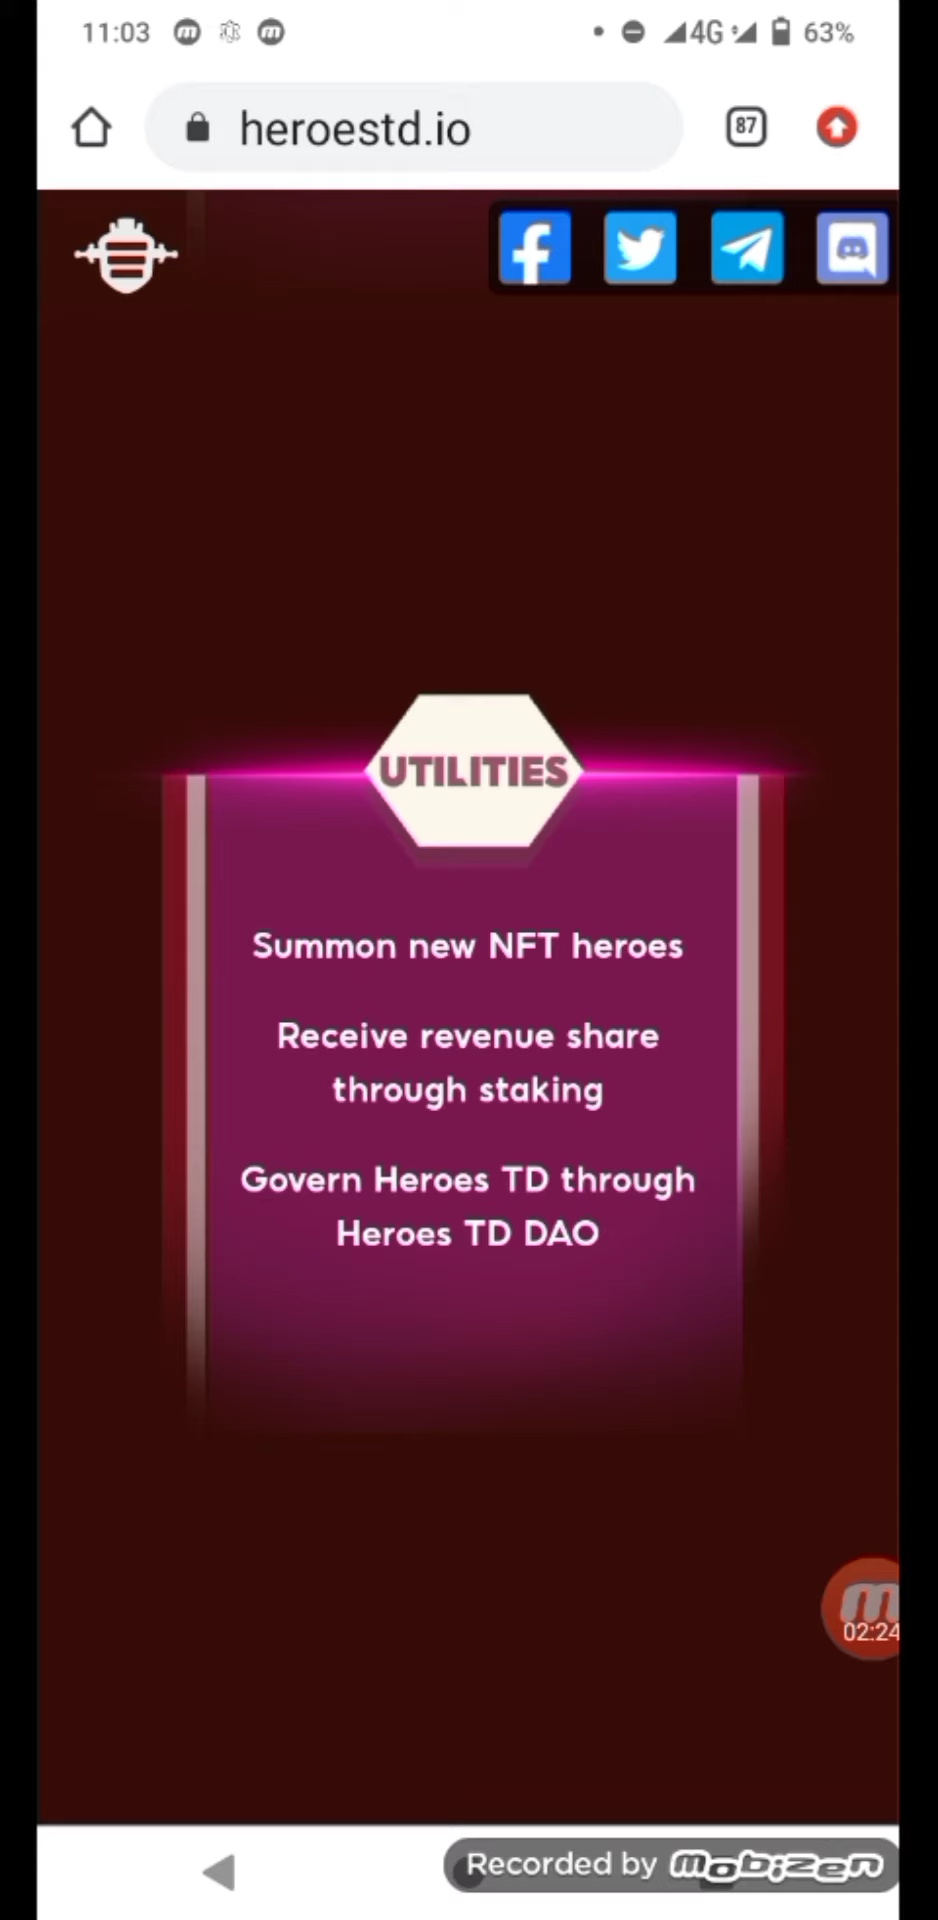 11:03
4G
63%
heroestd.io
87
UTILITIES
Summon new NFT heroes
Receive revenue share
through staking
Govern Heroes TD through
Heroes TD DAO
m
02:24
Recorded by mobizen